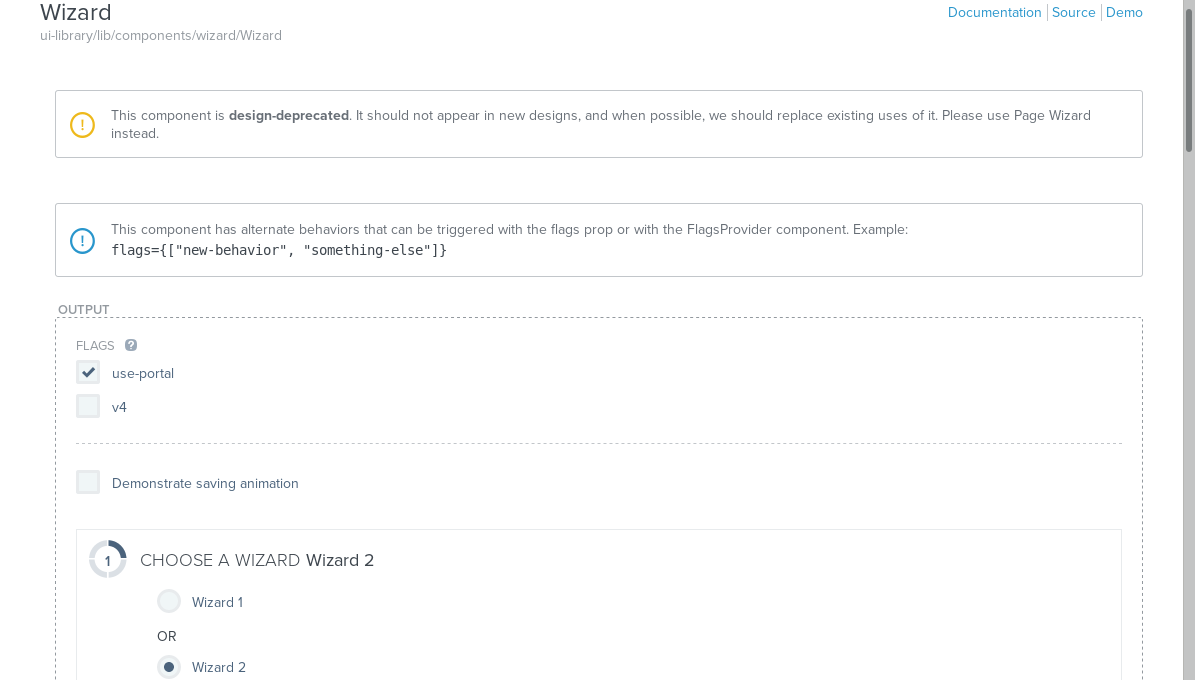 Wizard
Documentation Source Demo
ui-library/lib/components/wizard/Wizard
! This component is design-deprecated. It should not appear in new designs, and when possible, we should replace existing uses of it. Please use Page Wizard
instead.
! This component has alternate behaviors that can be triggered with the flags prop or with the FlagsProvider component. Example:
flags={["new-behavior", "something-else"]}
OUTPUT
FLAGS ?
use-portal
v4
Demonstrate saving animation
1 CHOOSE A WIZARD Wizard 2
Wizard 1
OR
Wizard 2